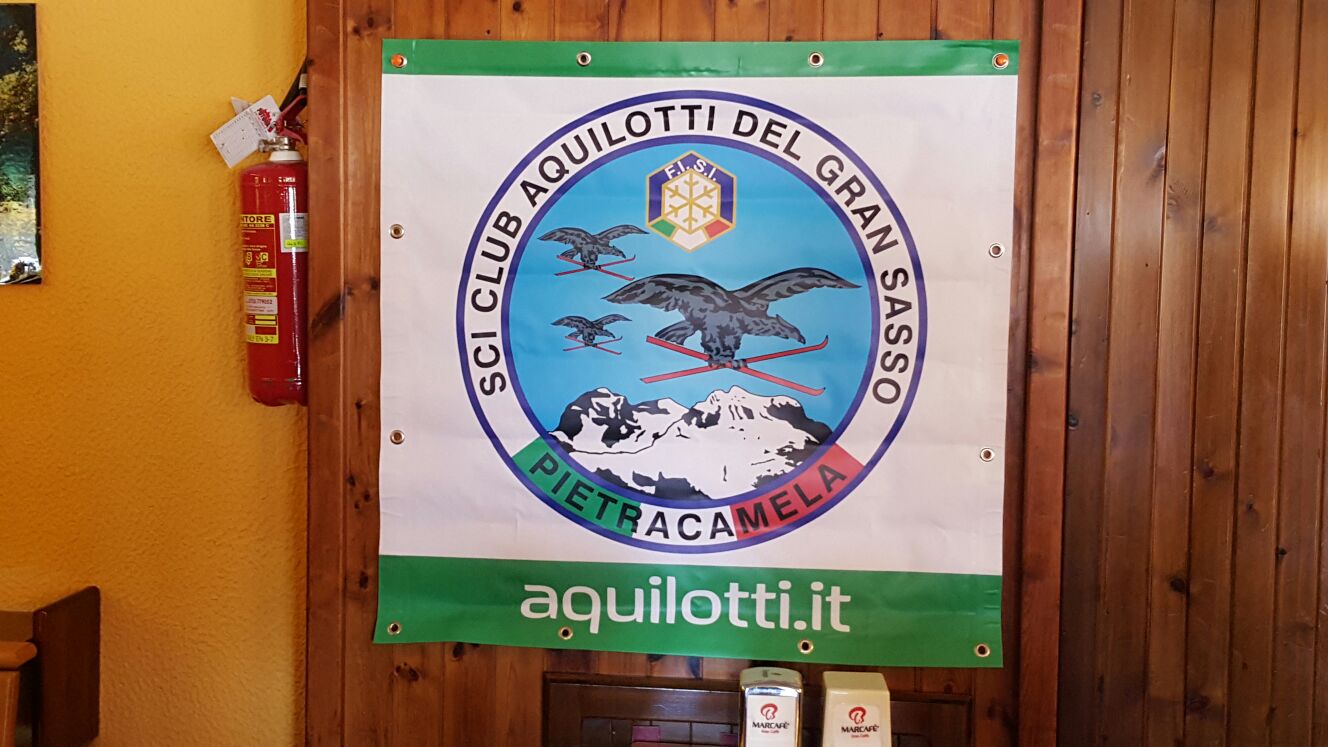 SCI CLUB AQUILOTTI DEL GRAN SASSO
F.I.S.I.
PIETRACAMELA
aquilotti.it
MARCAFÈ
MARCAFÈ